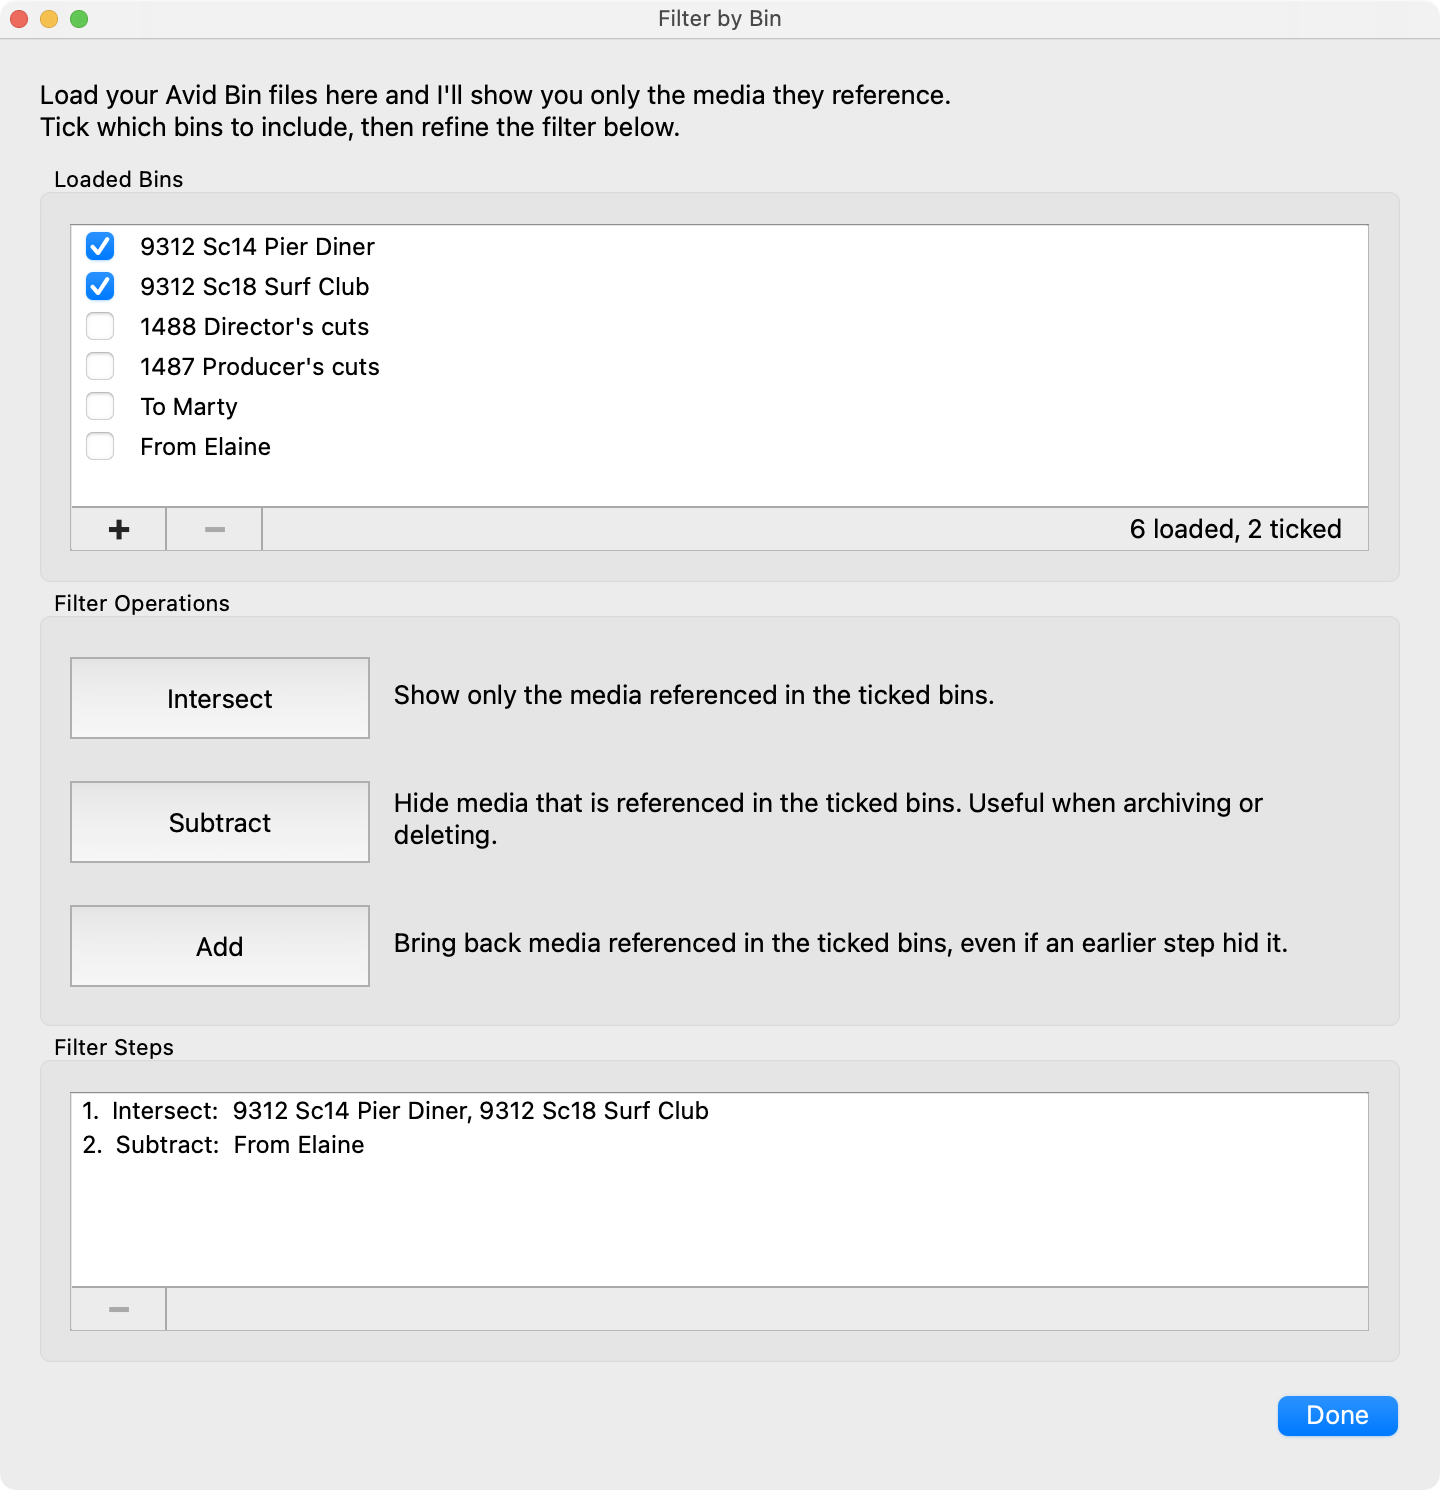 Filter by Bin
Load your Avid Bin files here and I'll show you only the media they reference.
Tick which bins to include, then refine the filter below.
Loaded Bins
9312 Sc14 Pier Diner
9312 Sc18 Surf Club
1488 Director's cuts
1487 Producer's cuts
To Marty
From Elaine
6 loaded, 2 ticked
Filter Operations
Intersect
Show only the media referenced in the ticked bins.
Subtract
Hide media that is referenced in the ticked bins. Useful when archiving or
deleting.
Add
Bring back media referenced in the ticked bins, even if an earlier step hid it.
Filter Steps
1. Intersect: 9312 Sc14 Pier Diner, 9312 Sc18 Surf Club
2. Subtract: From Elaine
Done